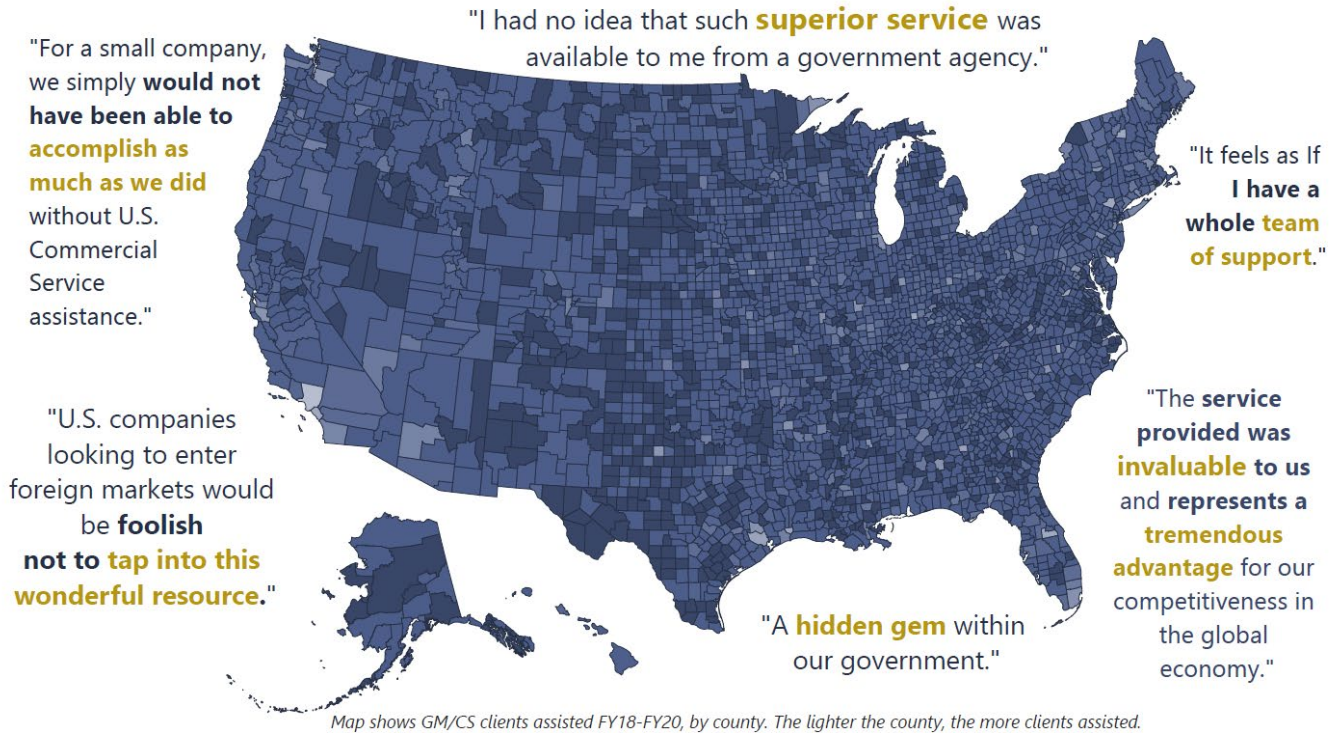 "I had no idea that such superior service was
available to me from a government agency."
"For a small company,
we simply would not
have been able to
accomplish as
much as we did
without U.S.
Commercial
Service
assistance."
"It feels as If
I have a
whole team
of support."
"U.S. companies
looking to enter
foreign markets would
be foolish
not to tap into this
wonderful resource."
"The service
provided was
invaluable to us
and represents a
tremendous
advantage for our
competitiveness in
the global
economy."
"A hidden gem within
our government."
Map shows GM/CS clients assisted FY18-FY20, by county. The lighter the county, the more clients assisted.